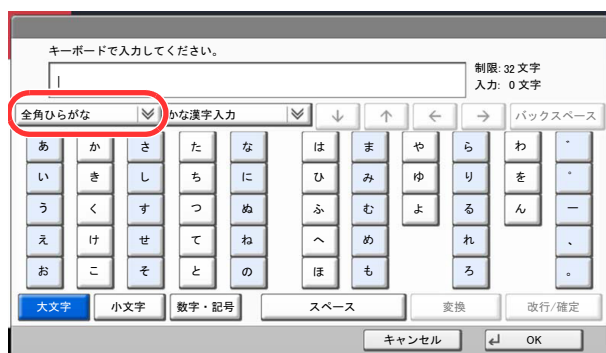 キーボードで入力してください。
制限: 32 文字
入力: 0 文字
全角ひらがな かな漢字入力 ↓ ↑ ← → バックスペース
あ か さ た な は ま や ら わ ゛
い き し ち に ひ み ゆ り を ゜
う く す つ ぬ ふ む よ る ん ー
え け せ て ね へ め れ 、
お こ そ と の ほ も ろ 。
大文字 小文字 数字・記号 スペース 変換 改行/確定
キャンセル OK